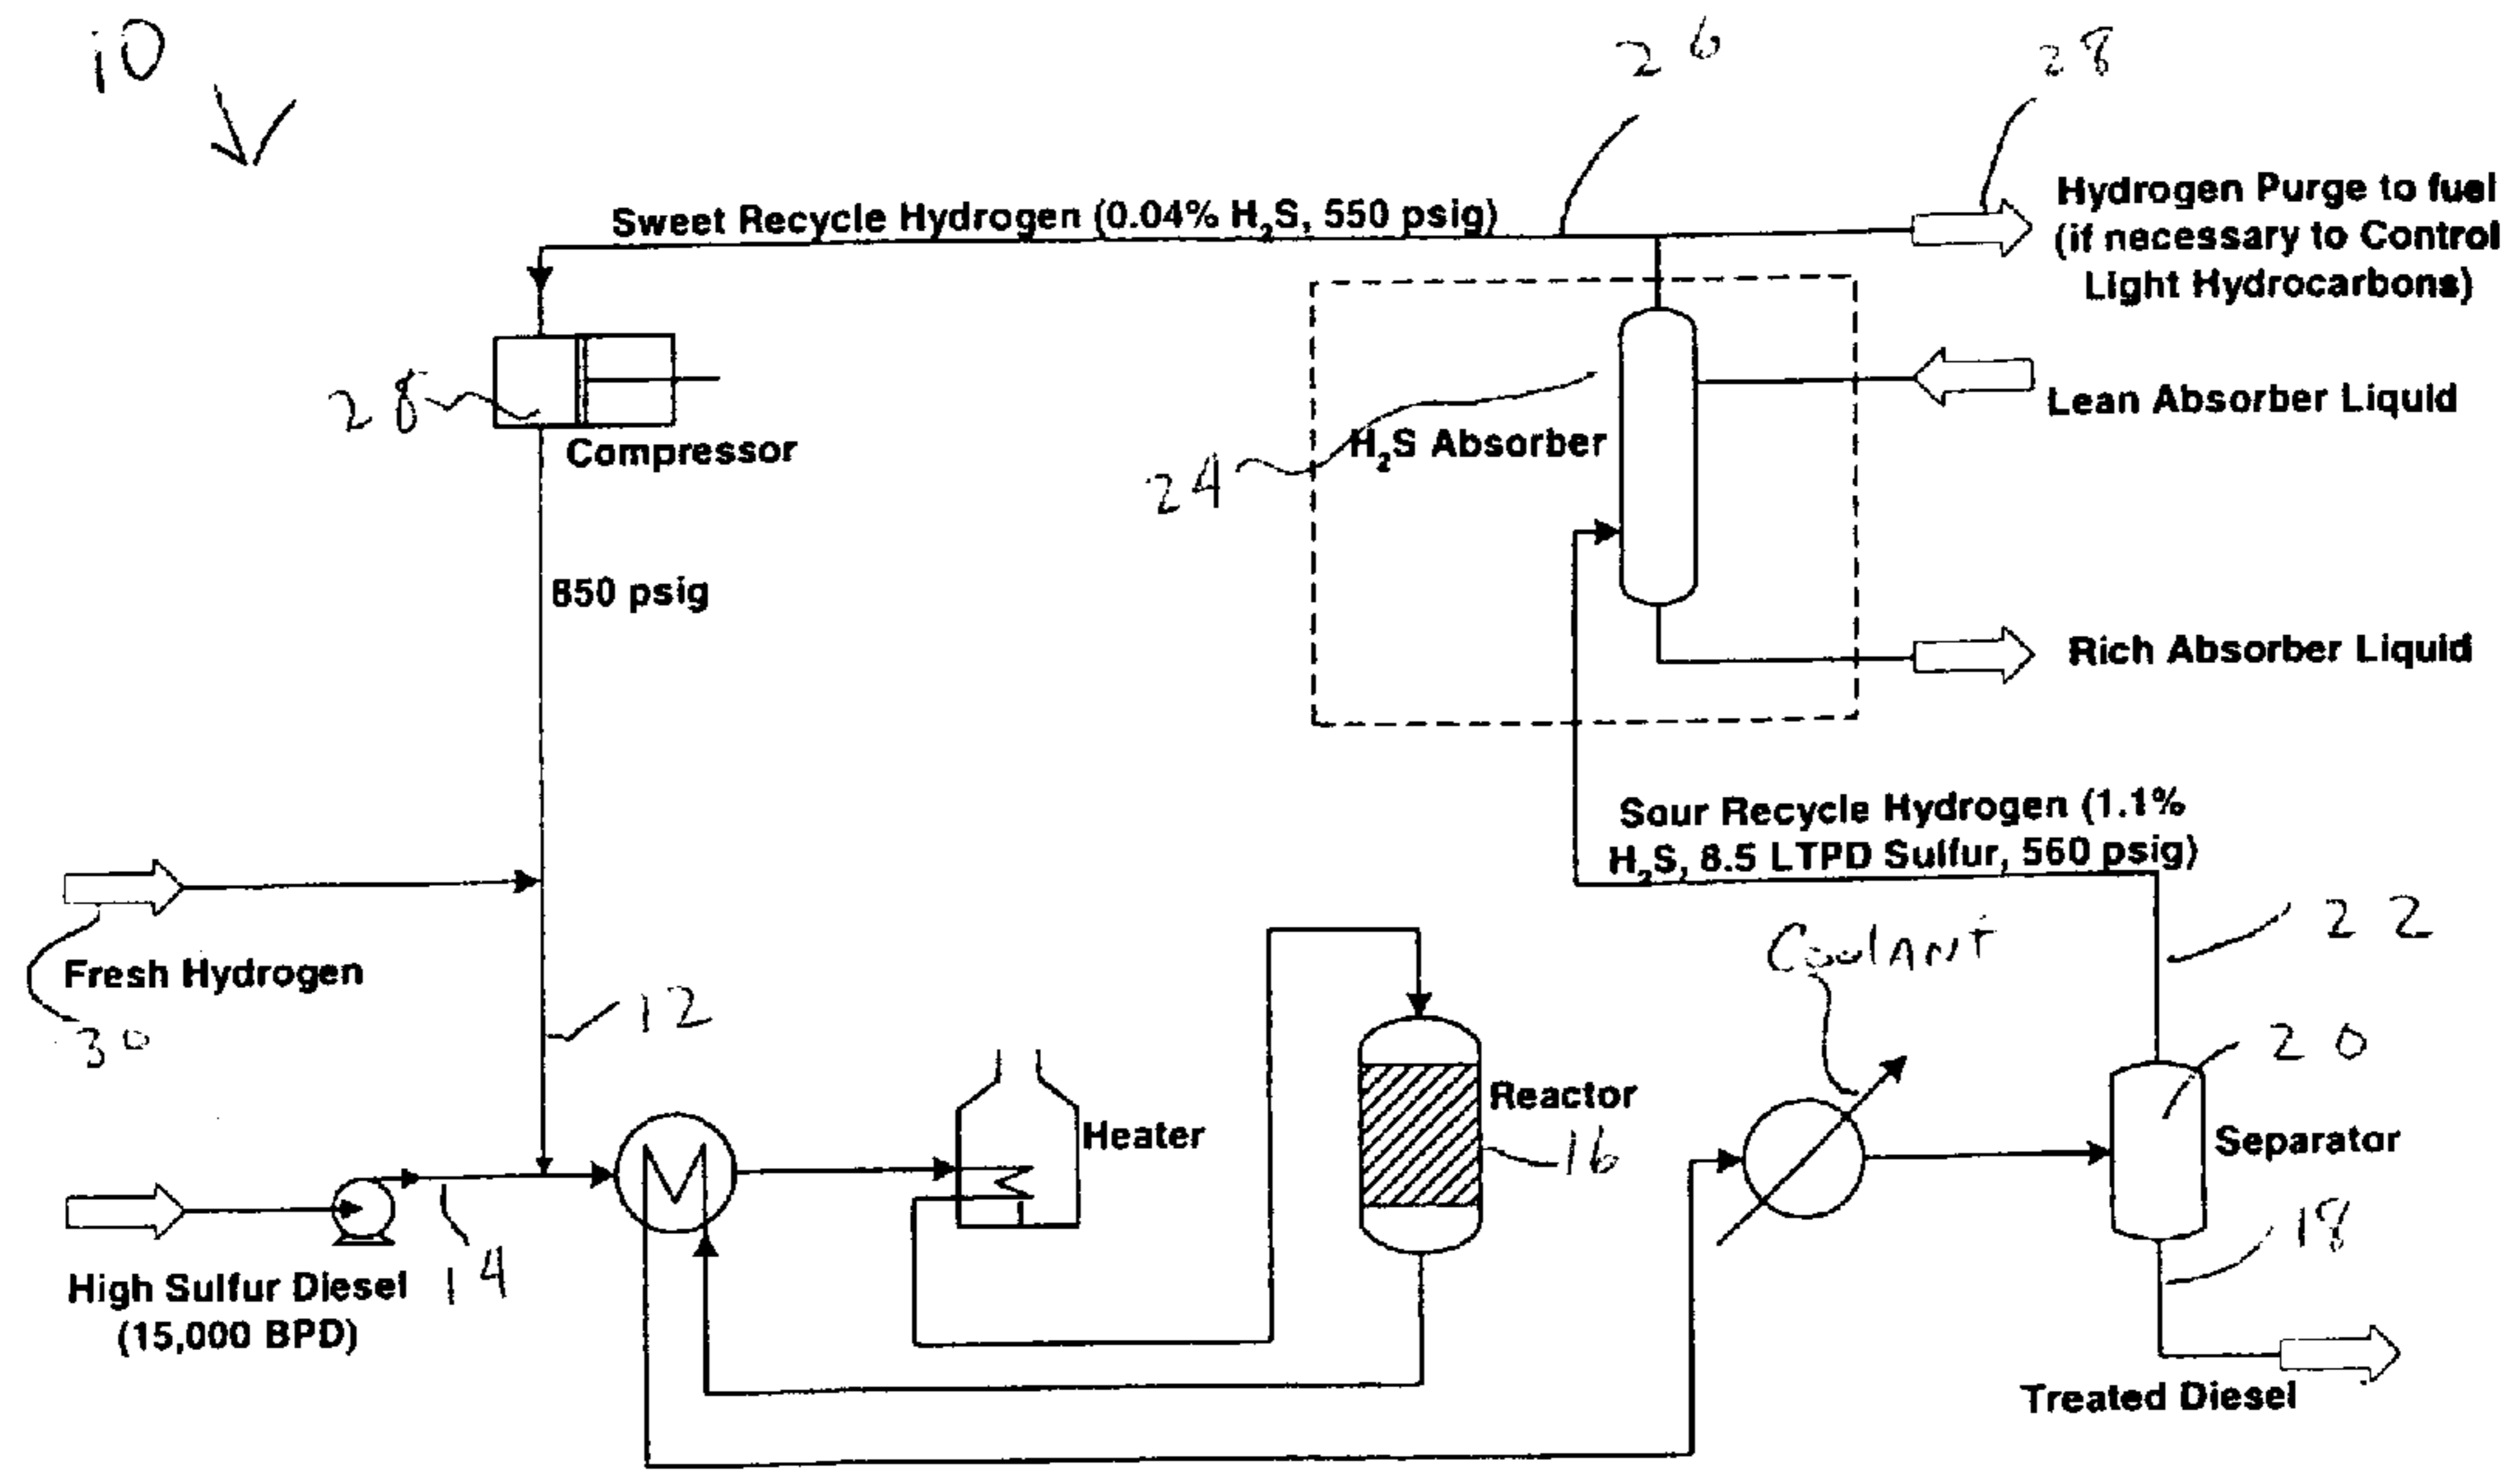 10
26
28
Sweet Recycle Hydrogen (0.04% H2S, 550 psig)
Hydrogen Purge to fuel
(if necessary to Control
Light Hydrocarbons)
28
Compressor
24
H2S Absorber
Lean Absorber Liquid
650 psig
Rich Absorber Liquid
Sour Recycle Hydrogen (1.1%
H2S, 8.5 LTPD Sulfur, 560 psig)
22
Fresh Hydrogen
30
12
Coolant
20
Heater
Reactor
16
Separator
18
High Sulfur Diesel
(15,000 BPD)
14
Treated Diesel